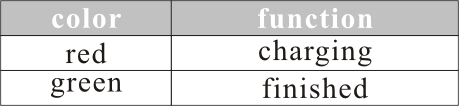 color function
red charging
green finished